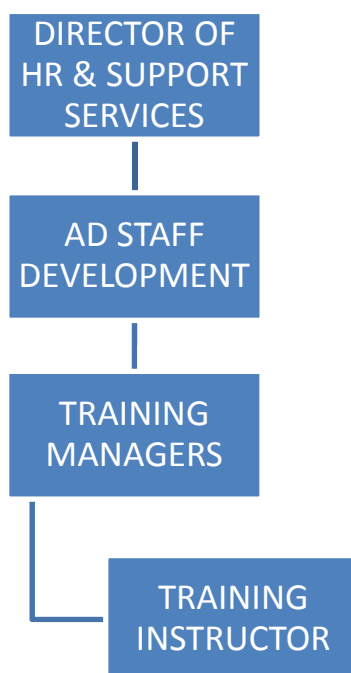 DIRECTOR OF
HR & SUPPORT
SERVICES
AD STAFF
DEVELOPMENT
TRAINING
MANAGERS
TRAINING
INSTRUCTOR